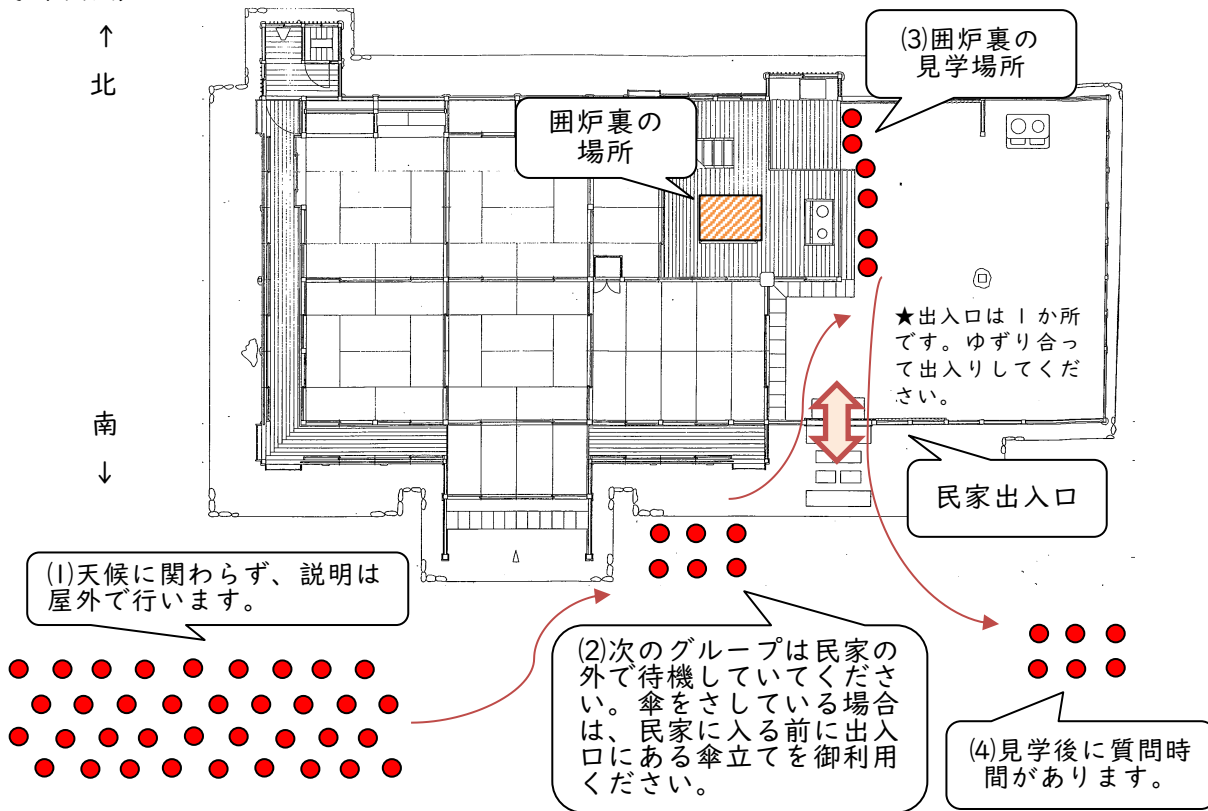 ↑
北
南
↓
⑶囲炉裏の
見学場所
囲炉裏の
場所
★出入口は1か所
です。ゆずり合っ
て出入りしてくだ
さい。
民家出入口
⑴天候に関わらず、説明は
屋外で行います。
⑵次のグループは民家の
外で待機していてくださ
い。傘をさしている場合
は、民家に入る前に出入
口にある傘立てを御利用
ください。
⑷見学後に質問時
間があります。